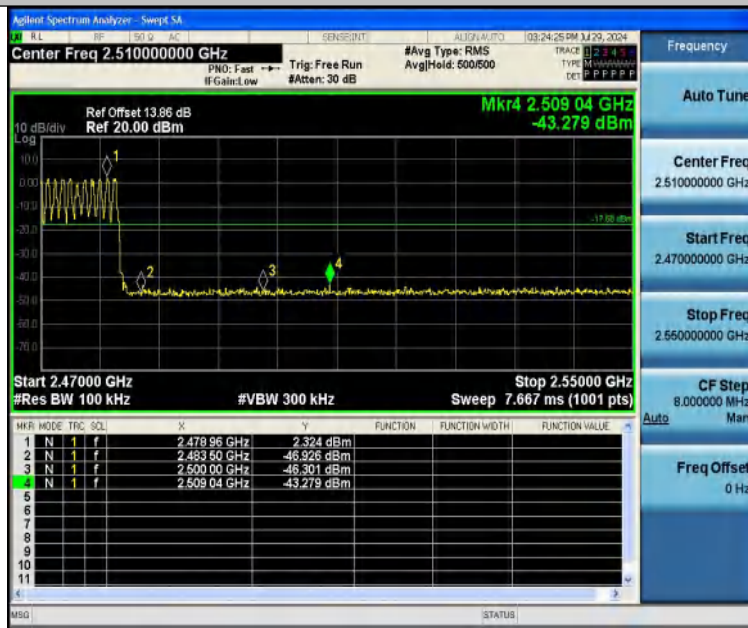 Agilent Spectrum Analyzer - Swept SA
RL RF 50 Ω AC SENSE:INT ALIGN AUTO 03:24:25 PM Jul 29, 2024
Center Freq 2.510000000 GHz
PNO: Fast
IFGain:Low
Trig: Free Run
#Atten: 30 dB
#Avg Type: RMS
Avg|Hold: 500/500
TRACE 1 2 3 4 5
TYPE M
DET P P P P P P
Frequency
Auto Tune
Center Freq
2.510000000 GHz
Start Freq
2.470000000 GHz
Stop Freq
2.550000000 GHz
CF Step
8.000000 MHz
Auto Man
Freq Offset
0 Hz
Mkr4 2.509 04 GHz
-43.279 dBm
Ref Offset 13.86 dB
10 dB/div Ref 20.00 dBm
Log
10.0
0.00
-10.0
-20.0
-30.0
-40.0
-50.0
-60.0
-70.0
1
2
3
4
Start 2.47000 GHz Stop 2.55000 GHz
#Res BW 100 kHz #VBW 300 kHz Sweep 7.667 ms (1001 pts)
MKR MODE TRC SCL X Y FUNCTION FUNCTION WIDTH FUNCTION VALUE
1 N 1 f 2.478 96 GHz 2.324 dBm
2 N 1 f 2.483 50 GHz -46.926 dBm
3 N 1 f 2.500 00 GHz -46.301 dBm
4 N 1 f 2.509 04 GHz -43.279 dBm
5
6
7
8
9
10
11
MSG STATUS